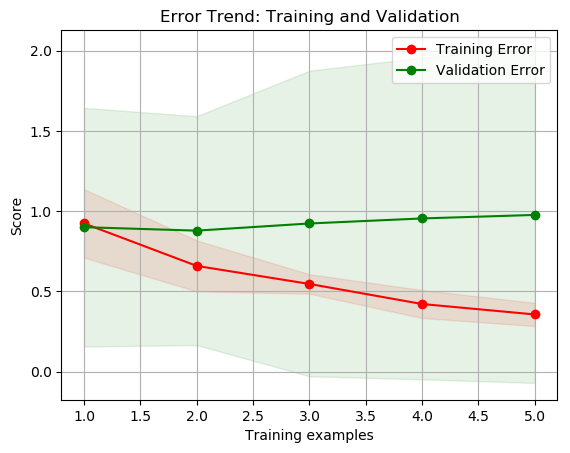 Error Trend: Training and Validation
Training Error
Validation Error
Score
2.0
1.5
1.0
0.5
0.0
1.0 1.5 2.0 2.5 3.0 3.5 4.0 4.5 5.0
Training examples